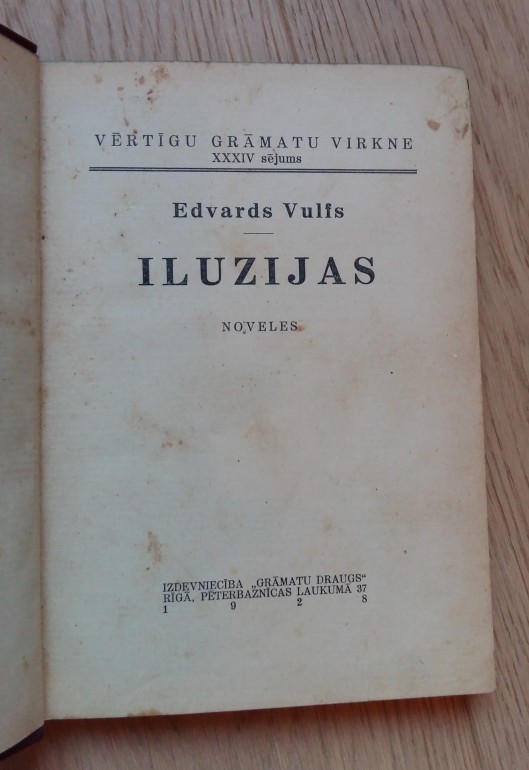 VĒRTĪGU GRĀMATU VIRKNE
XXXIV sējums
Edvards Vulfs
ILUZIJAS
NOVELES
IZDEVNIECĪBA „GRĀMATU DRAUGS“
RĪGĀ, PĒTERBAZNĪCAS LAUKUMĀ 37
1 9 2 8